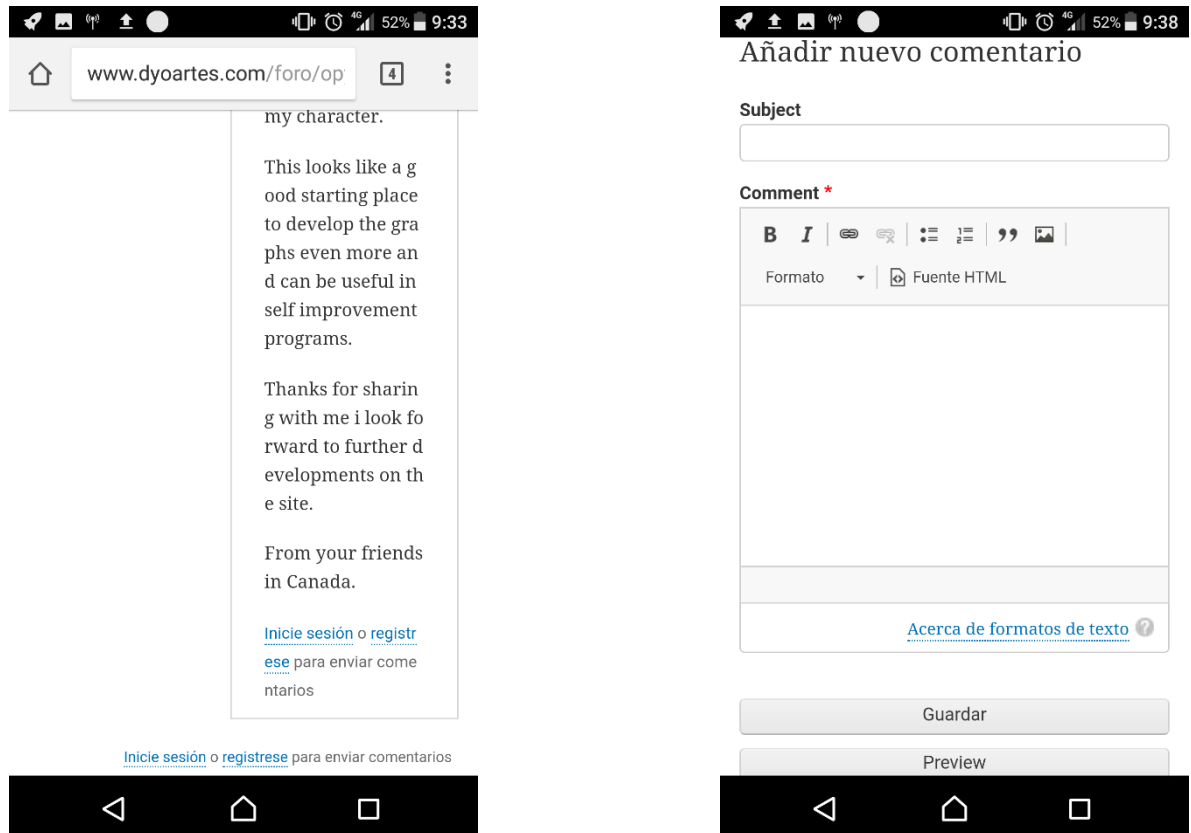 4G 52% 9:33
www.dyoartes.com/foro/op
4
my character.
This looks like a g
ood starting place
to develop the gra
phs even more an
d can be useful in
self improvement
programs.
Thanks for sharin
g with me i look fo
rward to further d
evelopments on th
e site.
From your friends
in Canada.
Inicie sesión o registr
ese para enviar come
ntarios
Inicie sesión o registrese para enviar comentarios
4G 52% 9:38
Añadir nuevo comentario
Subject
Comment *
B I
Formato
Fuente HTML
Acerca de formatos de texto ?
Guardar
Preview